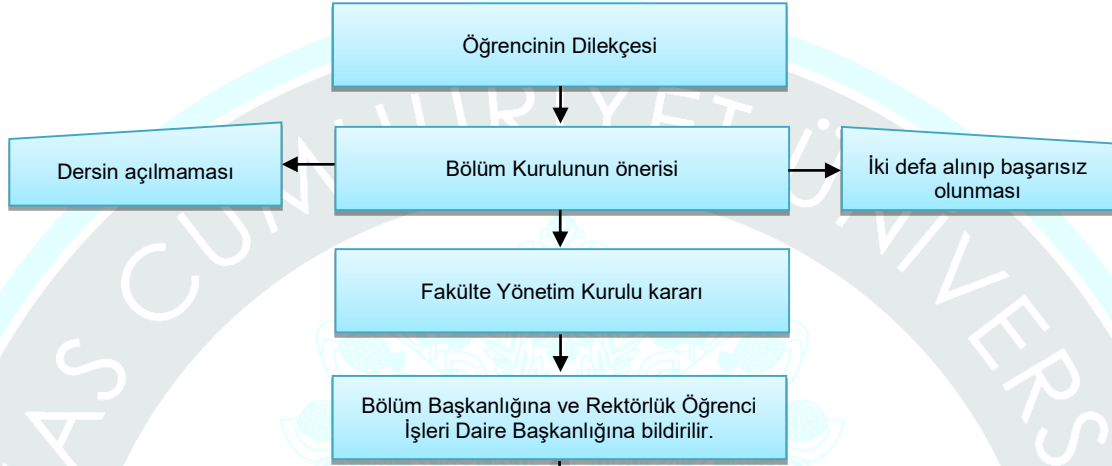 Öğrencinin Dilekçesi
Dersin açılmaması
Bölüm Kurulunun önerisi
İki defa alınıp başarısız
olunması
Fakülte Yönetim Kurulu kararı
Bölüm Başkanlığına ve Rektörlük Öğrenci
İşleri Daire Başkanlığına bildirilir.